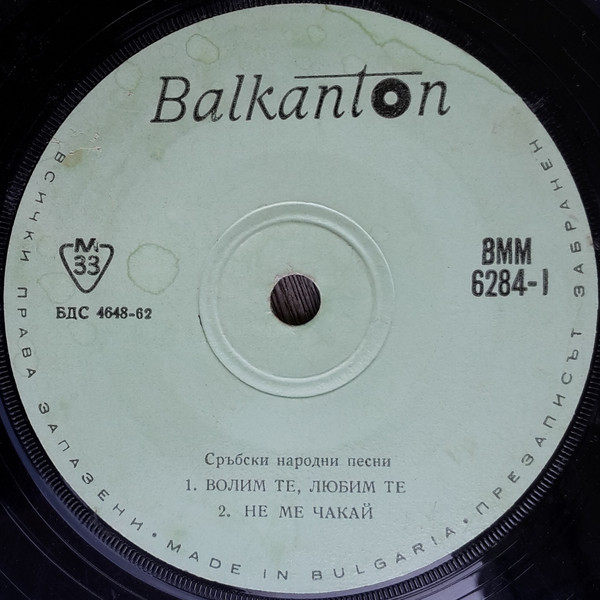 Balkanton
М
33
БДС 4648-62
ВММ
6284-I
Сръбски народни песни
1. ВОЛИМ ТЕ, ЛЮБИМ ТЕ
2. НЕ МЕ ЧАКАЙ
ВСИЧКИ ПРАВА ЗАПАЗЕНИ • MADE IN BULGARIA • ПРЕЗАПИСЪТ ЗАБРАНЕН